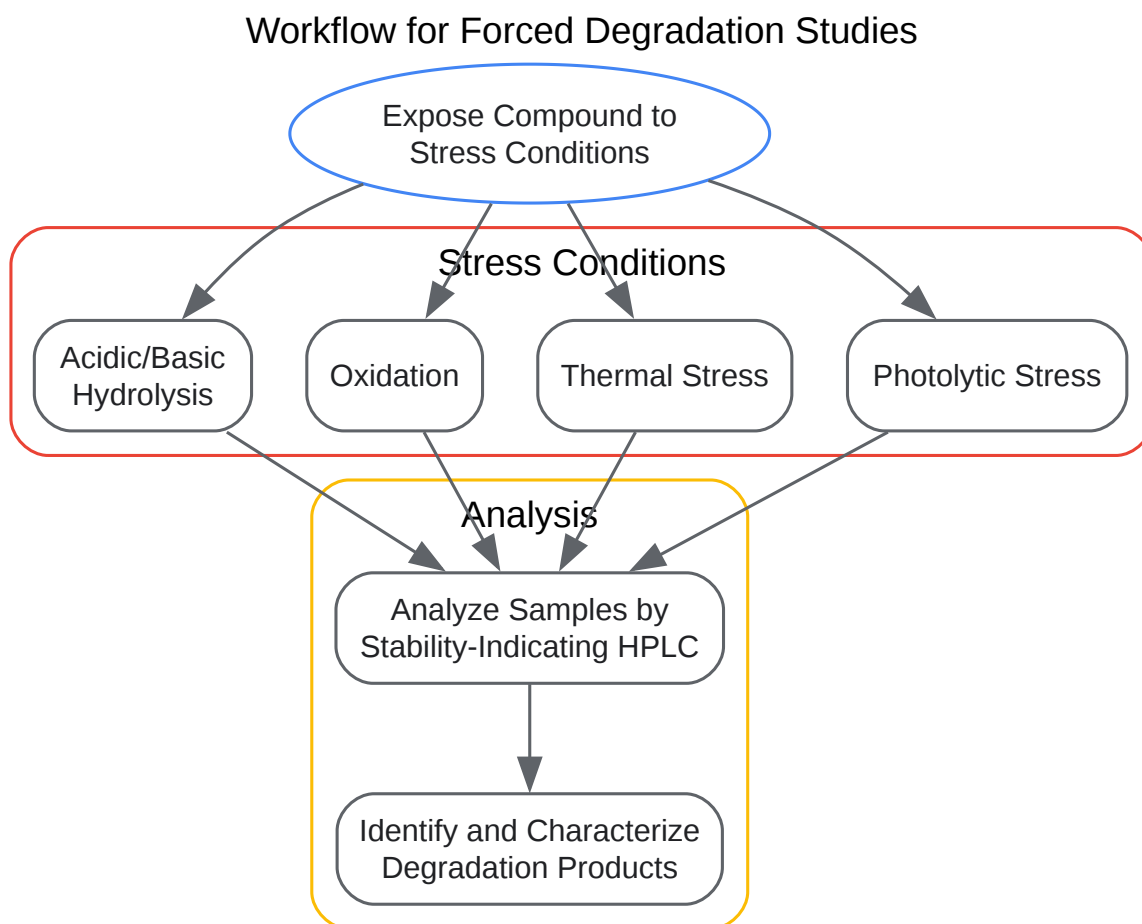 Workflow for Forced Degradation Studies
Expose Compound to
Stress Conditions
Stress Conditions
Acidic/Basic
Hydrolysis
Oxidation
Thermal Stress
Photolytic Stress
Analysis
Analyze Samples by
Stability-Indicating HPLC
Identify and Characterize
Degradation Products